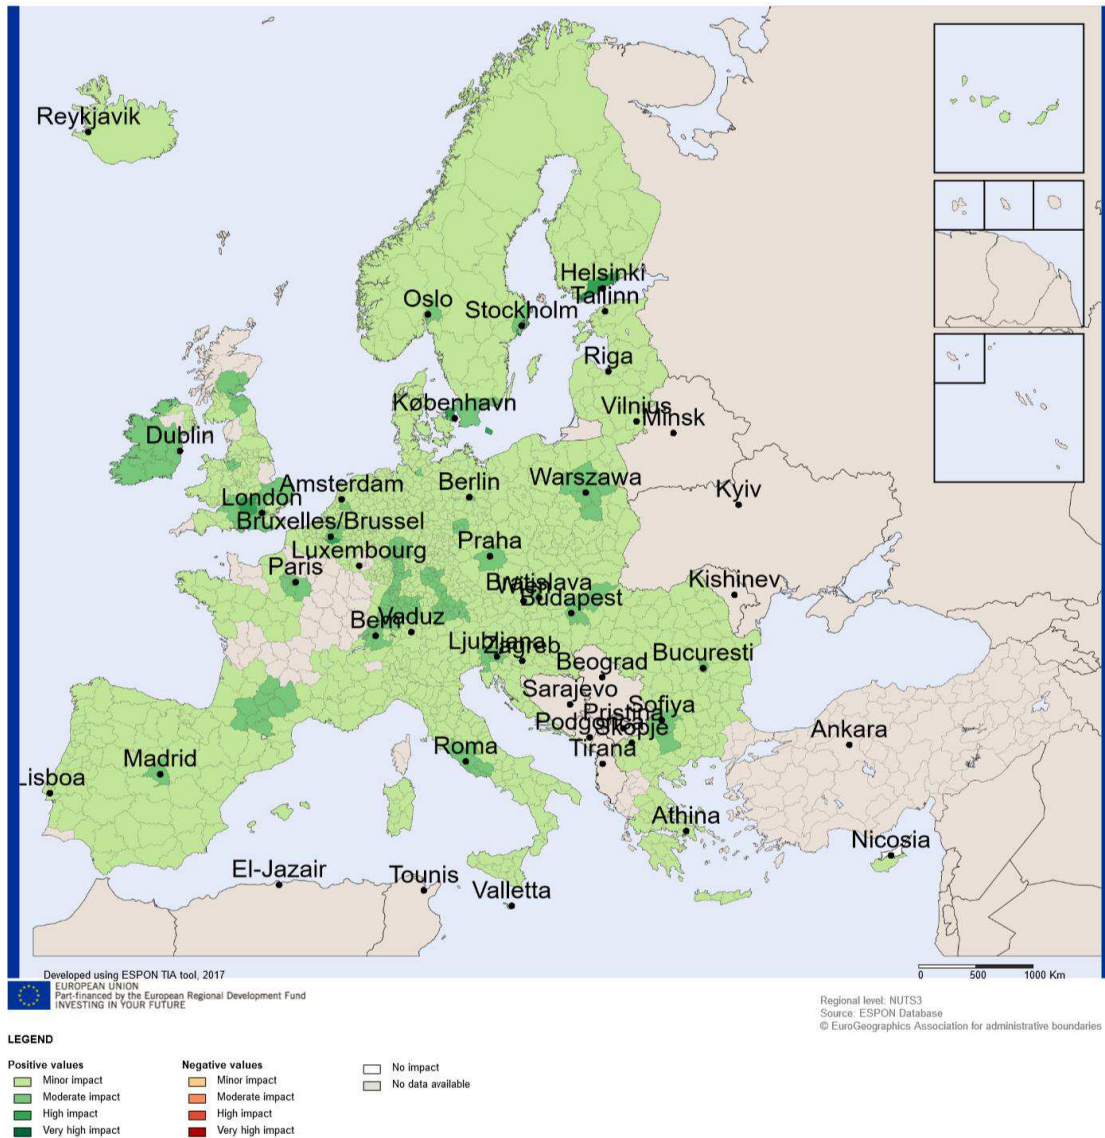 Reykjavik
Helsinki
Tallinn
Oslo
Stockholm
Riga
København
Vilnius
Minsk
Dublin
Amsterdam
Berlin
Warszawa
Kyiv
London
Bruxelles/Brussel
Praha
Luxembourg
Paris
Bratislava
Wien
Budapest
Kishinev
Bern
Vaduz
Ljubljana
Zagreb
Beograd
Bucuresti
Sarajevo
Sofiya
Pristina
Podgorica
Skopje
Ankara
Tirana
Roma
Madrid
Lisboa
Athina
Nicosia
El-Jazair
Tounis
Valletta
Developed using ESPON TIA tool, 2017
0 500 1000 Km
EUROPEAN UNION
Part-financed by the European Regional Development Fund
INVESTING IN YOUR FUTURE
Regional level: NUTS3
Source: ESPON Database
© EuroGeographics Association for administrative boundaries
LEGEND
Positive values
Minor impact
Moderate impact
High impact
Very high impact
Negative values
Minor impact
Moderate impact
High impact
Very high impact
No impact
No data available